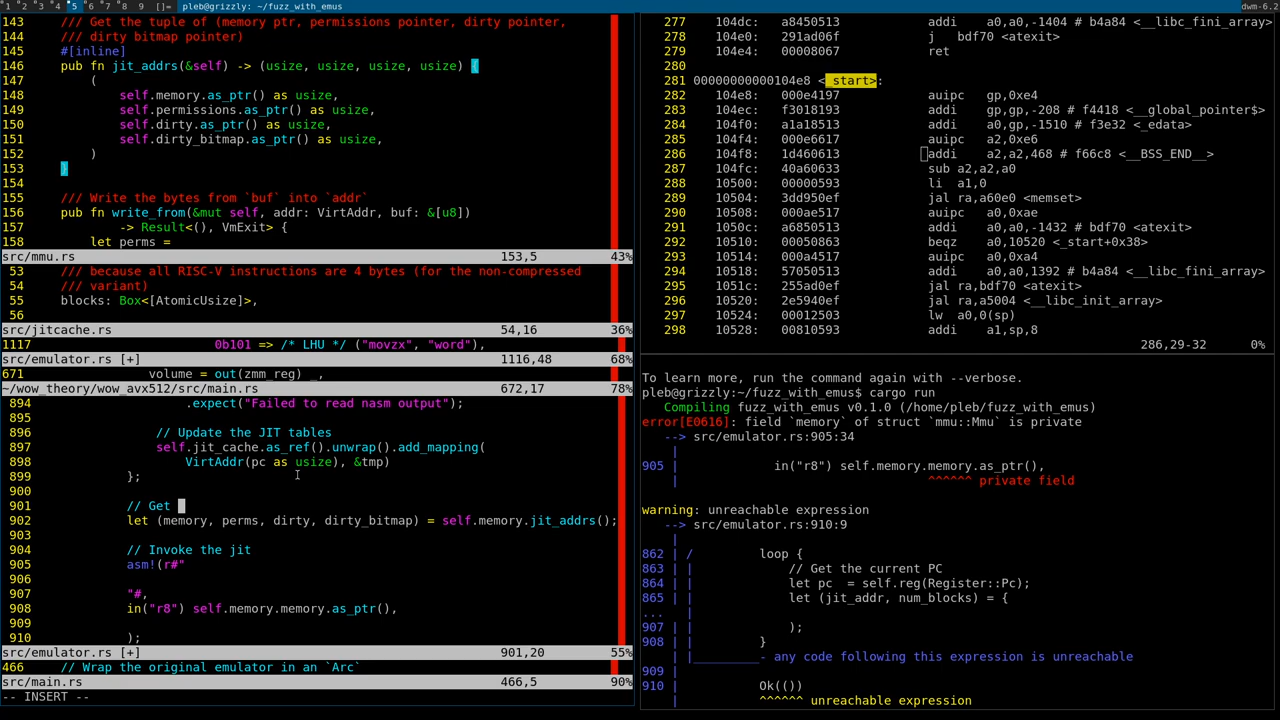 1 2 3 4 5 6 7 8 9 []= pleb@grizzly: ~/fuzz_with_emus dwm-6.2
143 /// Get the tuple of (memory ptr, permissions pointer, dirty pointer,
144 /// dirty bitmap pointer)
145 #[inline]
146 pub fn jit_addrs(&self) -> (usize, usize, usize, usize) {
147 (
148 self.memory.as_ptr() as usize,
149 self.permissions.as_ptr() as usize,
150 self.dirty.as_ptr() as usize,
151 self.dirty_bitmap.as_ptr() as usize,
152 )
153 }
154
155 /// Write the bytes from `buf` into `addr`
156 pub fn write_from(&mut self, addr: VirtAddr, buf: &[u8])
157 -> Result<(), VmExit> {
158 let perms =
src/mmu.rs 153,5 43%
53 /// because all RISC-V instructions are 4 bytes (for the non-compressed
54 /// variant)
55 blocks: Box<[AtomicUsize]>,
56
src/jitcache.rs 54,16 36%
1117 0b101 => /* LHU */ ("movzx", "word"),
src/emulator.rs [+] 1116,48 68%
671 volume = out(zmm_reg) _,
~/wow_theory/wow_avx512/src/main.rs 672,17 78%
894 .expect("Failed to read nasm output");
895
896 // Update the JIT tables
897 self.jit_cache.as_ref().unwrap().add_mapping(
898 VirtAddr(pc as usize), &tmp)
899 };
900
901 // Get
902 let (memory, perms, dirty, dirty_bitmap) = self.memory.jit_addrs();
903
904 // Invoke the jit
905 asm!(r#"
906
907 "#,
908 in("r8") self.memory.memory.as_ptr(),
909
910 );
src/emulator.rs [+] 901,20 55%
466 // Wrap the original emulator in an `Arc`
src/main.rs 466,5 90%
-- INSERT --
277 104dc: a8450513 addi a0,a0,-1404 # b4a84 <__libc_fini_array>
278 104e0: 291ad06f j bdf70 <atexit>
279 104e4: 00008067 ret
280
281 00000000000104e8 <_start>:
282 104e8: 000e4197 auipc gp,0xe4
283 104ec: f3018193 addi gp,gp,-208 # f4418 <__global_pointer$>
284 104f0: a1a18513 addi a0,gp,-1510 # f3e32 <_edata>
285 104f4: 000e6617 auipc a2,0xe6
286 104f8: 1d460613 addi a2,a2,468 # f66c8 <__BSS_END__>
287 104fc: 40a60633 sub a2,a2,a0
288 10500: 00000593 li a1,0
289 10504: 3dd950ef jal ra,a60e0 <memset>
290 10508: 000ae517 auipc a0,0xae
291 1050c: a6850513 addi a0,a0,-1432 # bdf70 <atexit>
292 10510: 00050863 beqz a0,10520 <_start+0x38>
293 10514: 000a4517 auipc a0,0xa4
294 10518: 57050513 addi a0,a0,1392 # b4a84 <__libc_fini_array>
295 1051c: 255ad0ef jal ra,bdf70 <atexit>
296 10520: 2e5940ef jal ra,a5004 <__libc_init_array>
297 10524: 00012503 lw a0,0(sp)
298 10528: 00810593 addi a1,sp,8
286,29-32 0%
To learn more, run the command again with --verbose.
pleb@grizzly:~/fuzz_with_emus$ cargo run
Compiling fuzz_with_emus v0.1.0 (/home/pleb/fuzz_with_emus)
error[E0616]: field `memory` of struct `mmu::Mmu` is private
--> src/emulator.rs:905:34
|
905 | in("r8") self.memory.memory.as_ptr(),
| ^^^^^^ private field

warning: unreachable expression
--> src/emulator.rs:910:9
|
862 | / loop {
863 | | // Get the current PC
864 | | let pc = self.reg(Register::Pc);
865 | | let (jit_addr, num_blocks) = {
... |
907 | | );
908 | | }
| |_________- any code following this expression is unreachable
909 |
910 | Ok(())
| ^^^^^^ unreachable expression